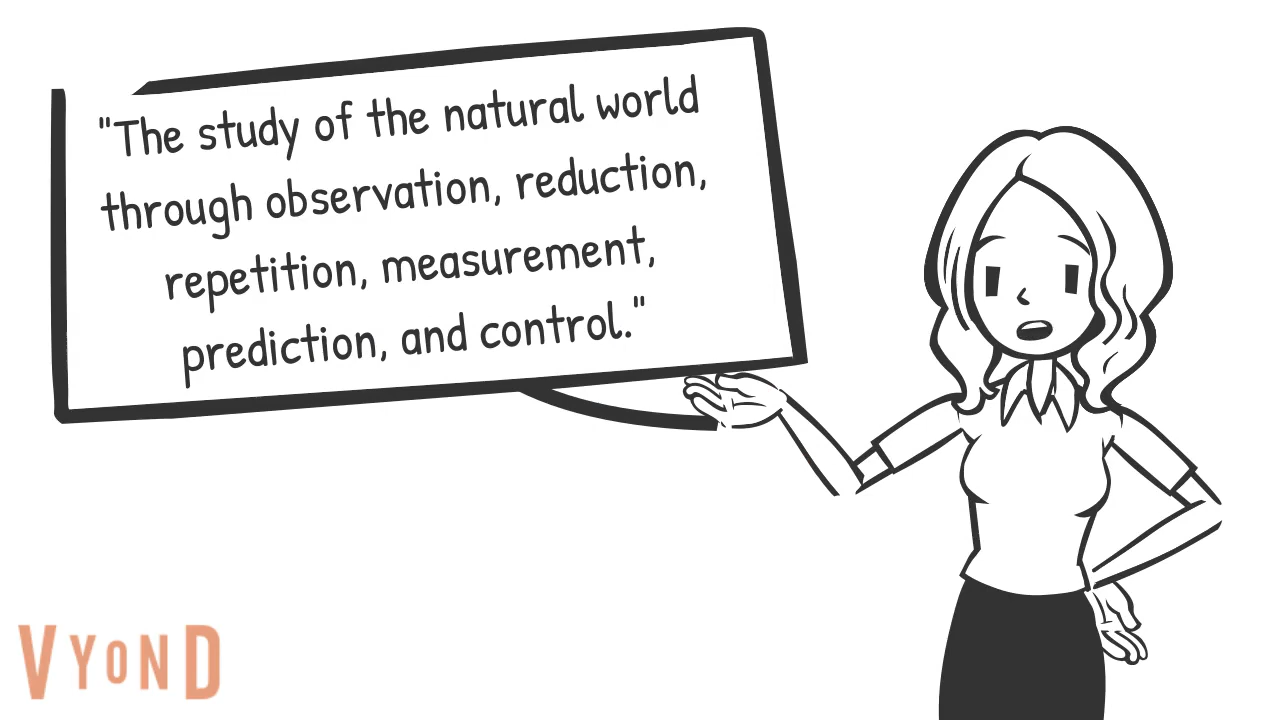 "The study of the natural world
through observation, reduction,
repetition, measurement,
prediction, and control."
VYOND